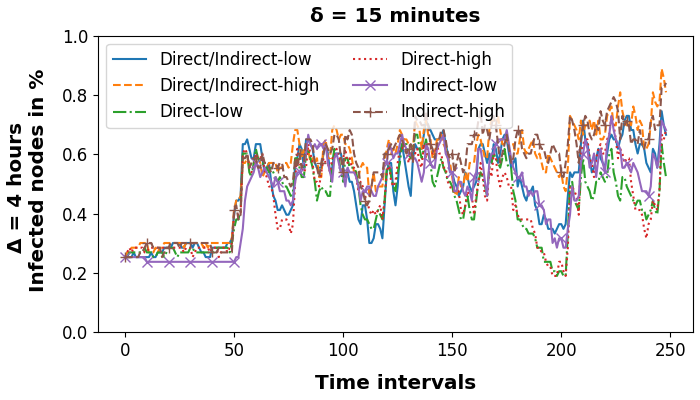 δ = 15 minutes
Δ = 4 hours
Infected nodes in %
1.0
0.8
0.6
0.4
0.2
0.0
Direct/Indirect-low
Direct/Indirect-high
Direct-low
Direct-high
Indirect-low
Indirect-high
0 50 100 150 200 250
Time intervals